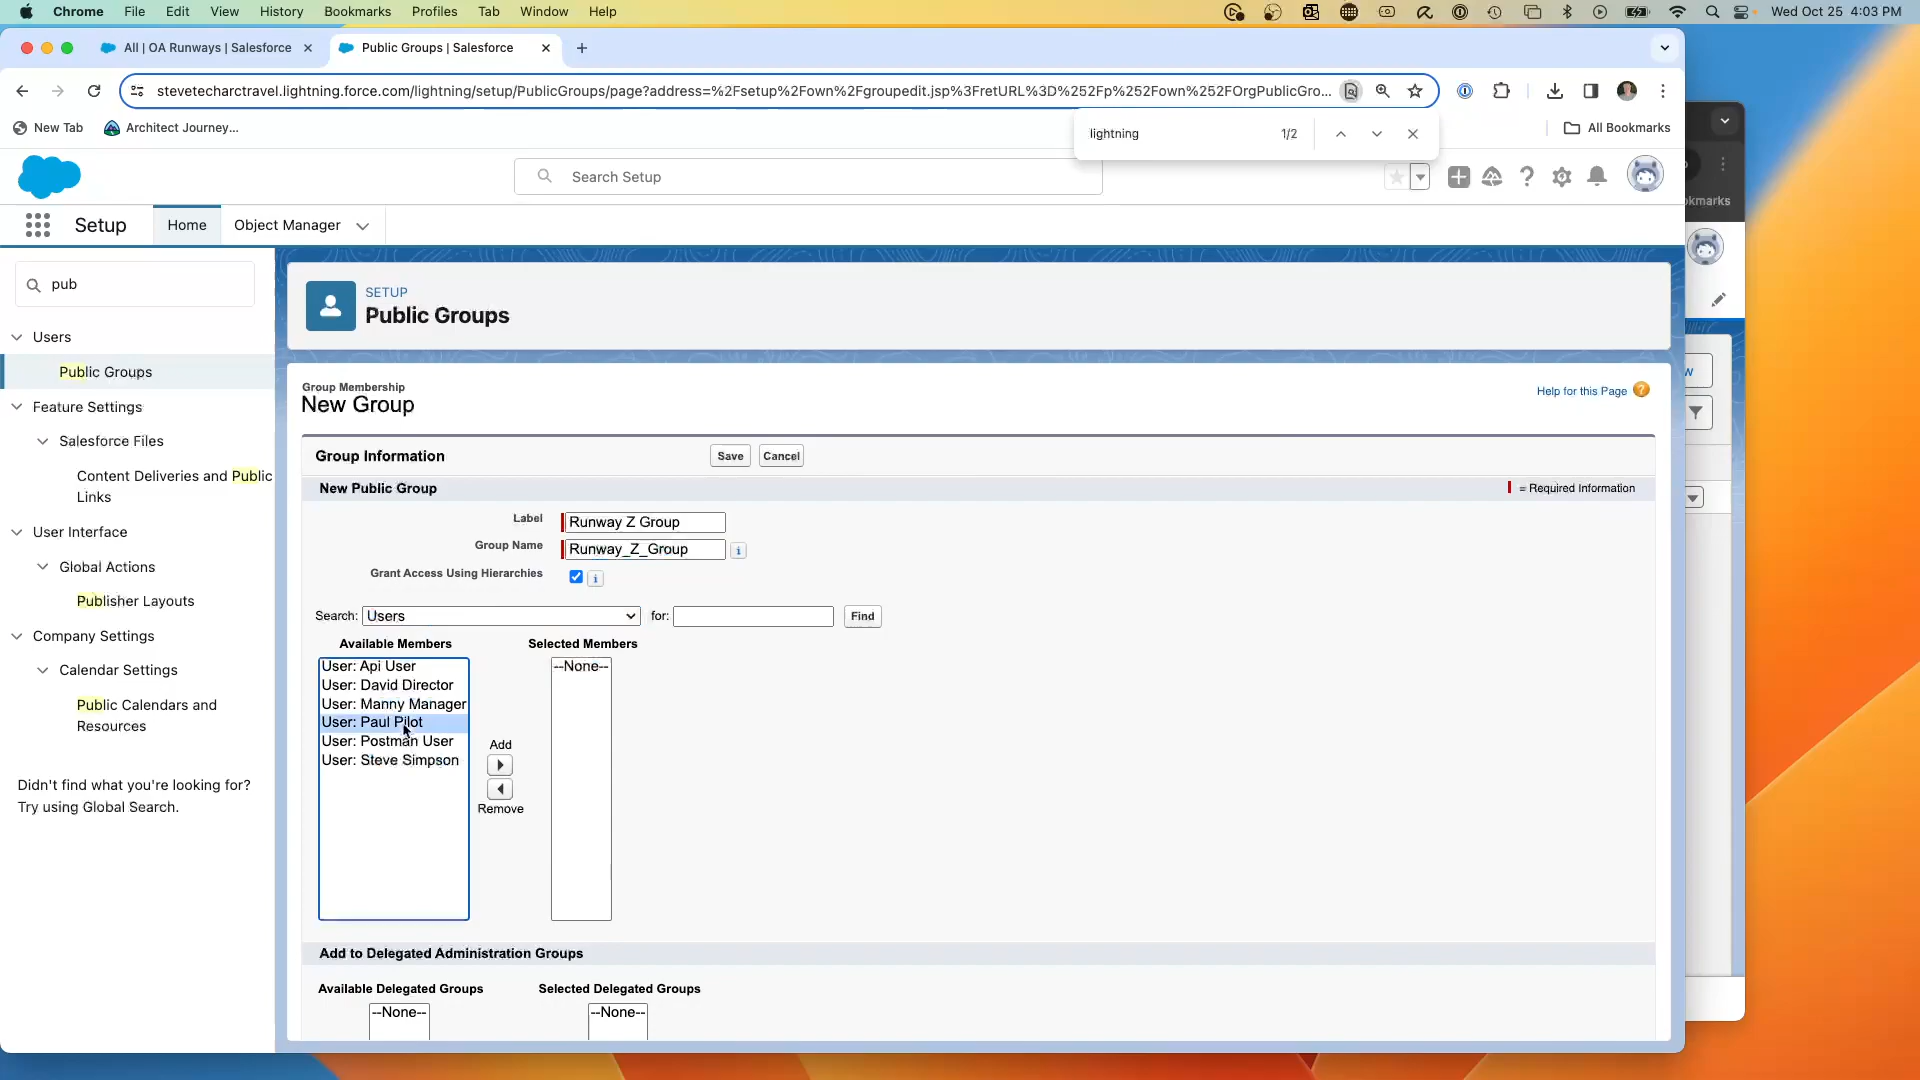 Chrome File Edit View History Bookmarks Profiles Tab Window Help Wed Oct 25 4:03 PM
All | OA Runways | Salesforce Public Groups | Salesforce
stevetecharctravel.lightning.force.com/lightning/setup/PublicGroups/page?address=%2Fsetup%2Fown%2Fgroupedit.jsp%3FretURL%3D%252Fp%252Fown%252FOrgPublicGro...
New Tab Architect Journey... All Bookmarks
lightning 1/2
Search Setup
kmarks
Setup Home Object Manager
pub
Users
Public Groups
Feature Settings
Salesforce Files
Content Deliveries and Public
Links
User Interface
Global Actions
Publisher Layouts
Company Settings
Calendar Settings
Public Calendars and
Resources
Didn't find what you're looking for?
Try using Global Search.
SETUP
Public Groups
Group Membership
New Group
Help for this Page
Group Information Save Cancel
New Public Group = Required Information
Label Runway Z Group
Group Name Runway_Z_Group
Grant Access Using Hierarchies
Search: Users for: Find
Available Members Selected Members
User: Api User
User: David Director
User: Manny Manager
User: Paul Pilot
User: Postman User
User: Steve Simpson
Add
Remove
--None--
Add to Delegated Administration Groups
Available Delegated Groups Selected Delegated Groups
--None-- --None--